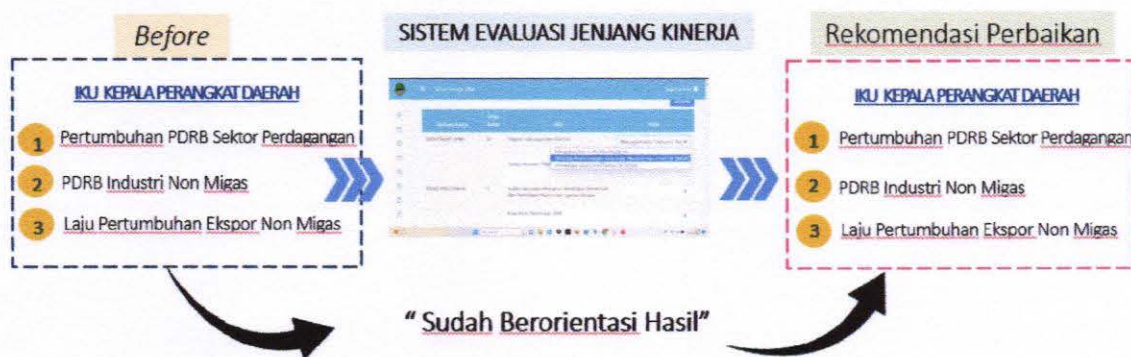 Before
IKU KEPALA PERANGKAT DAERAH
1 Pertumbuhan PDRB Sektor Perdagangan
2 PDRB Industri Non Migas
3 Laju Pertumbuhan Ekspor Non Migas
SISTEM EVALUASI JENJANG KINERJA
Rekomendasi Perbaikan
IKU KEPALA PERANGKAT DAERAH
1 Pertumbuhan PDRB Sektor Perdagangan
2 PDRB Industri Non Migas
3 Laju Pertumbuhan Ekspor Non Migas
“ Sudah Berorientasi Hasil”